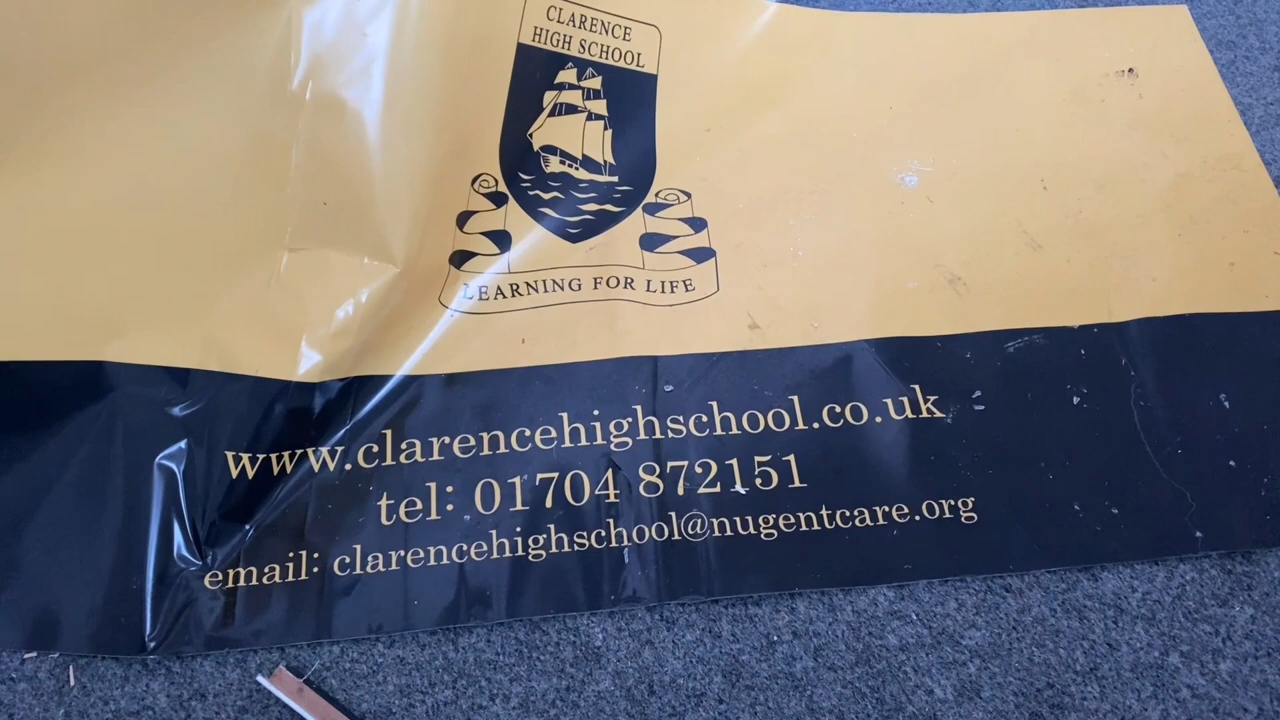 CLARENCE
HIGH SCHOOL
LEARNING FOR LIFE
www.clarencehighschool.co.uk
tel: 01704 872151
email: clarencehighschool@nugentcare.org